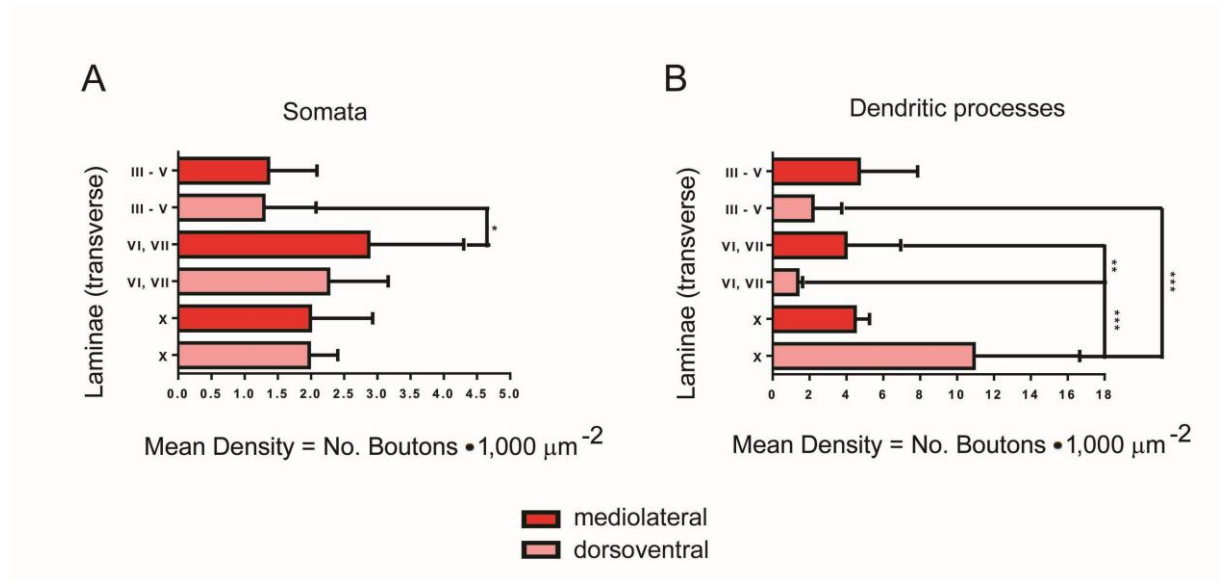 A
Somata
Laminae (transverse)
III - V
III - V
VI, VII
VI, VII
X
X
*
0.0 0.5 1.0 1.5 2.0 2.5 3.0 3.5 4.0 4.5 5.0
Mean Density = No. Boutons •1,000 µm-2
B
Dendritic processes
Laminae (transverse)
III - V
III - V
VI, VII
VI, VII
X
X
**
***
***
0 2 4 6 8 10 12 14 16 18
Mean Density = No. Boutons •1,000 µm-2
mediolateral
dorsoventral